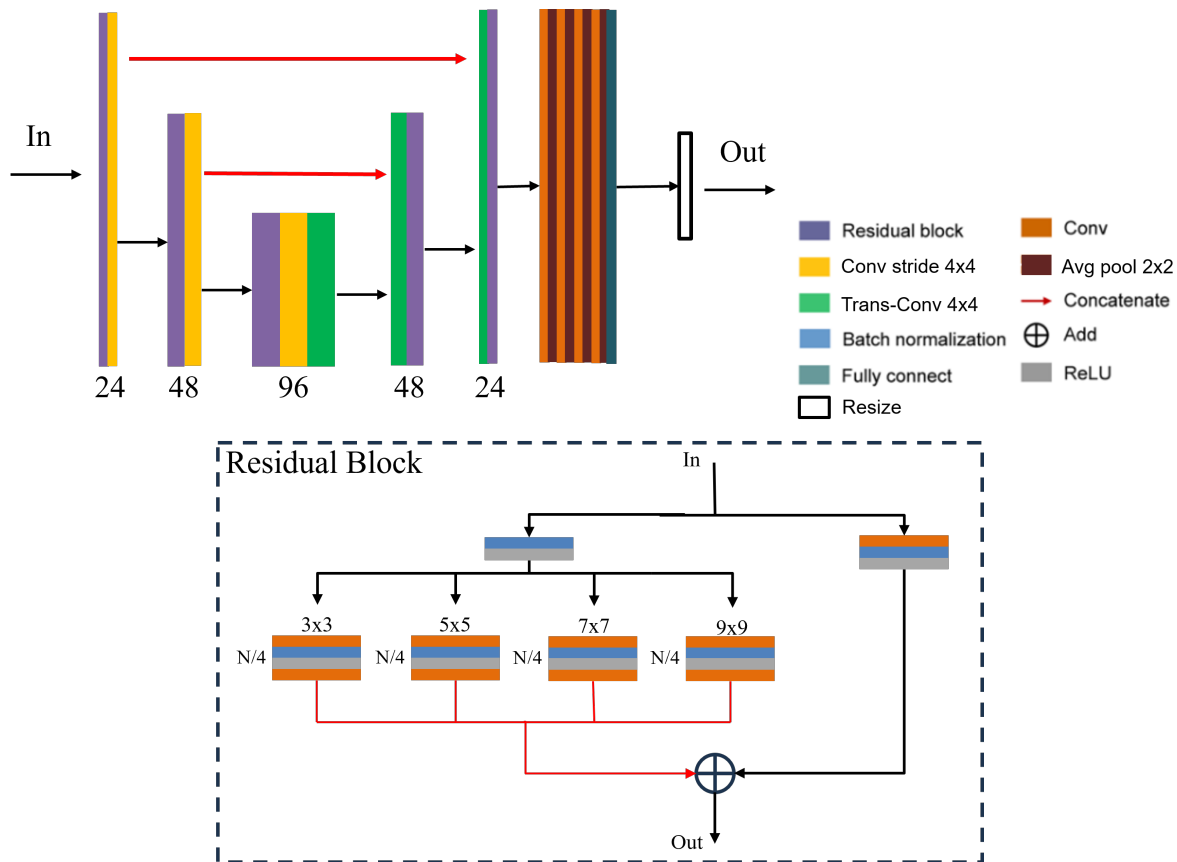 In
Out
24
48
96
48
24
Residual block
Conv stride 4x4
Trans-Conv 4x4
Batch normalization
Fully connect
Resize
Conv
Avg pool 2x2
Concatenate
Add
ReLU
Residual Block
In
3x3
5x5
7x7
9x9
N/4
N/4
N/4
N/4
Out